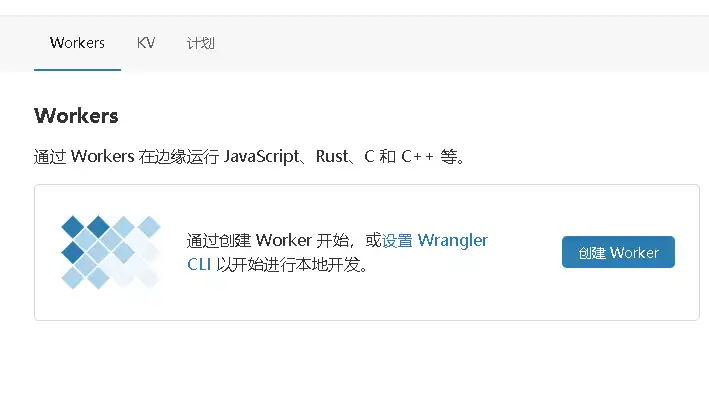 Workers KV 计划
Workers
通过 Workers 在边缘运行 JavaScript、Rust、C 和 C++ 等。
通过创建 Worker 开始，或设置 Wrangler
CLI 以开始进行本地开发。
创建 Worker